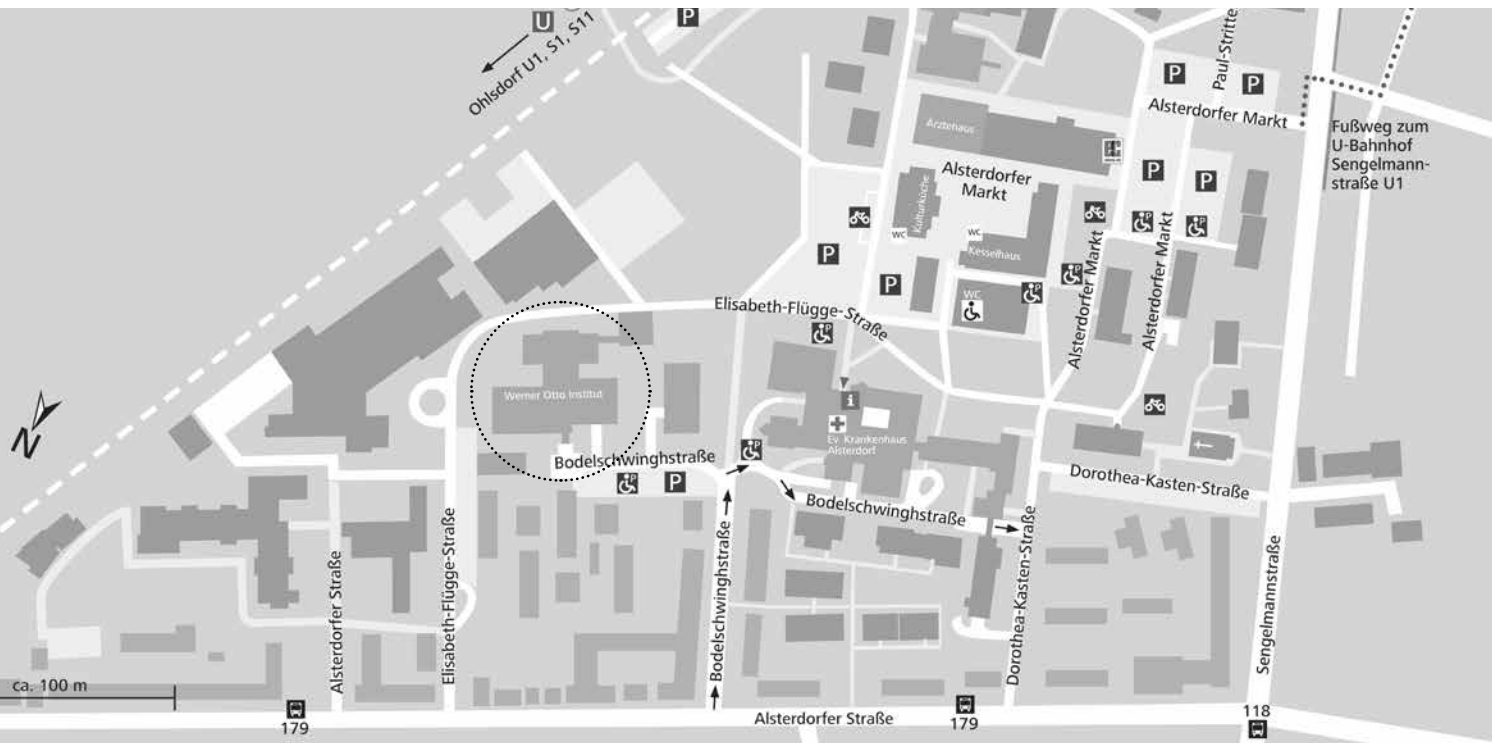 U
P
Ohlsdorf U1, S1, S11
Paul-Stritte
P
P
Alsterdorfer Markt
Fußweg zum
U-Bahnhof
Sengelmann-
straße U1
Ärztehaus
Alsterdorfer
Markt
P
P
Kulturküche
WC
WC
Kesselhaus
P
P
P
P
P
P
WC
Alsterdorfer Markt
Alsterdorfer Markt
Elisabeth-Flügge-Straße
P
Werner Otto Institut
i
Ev. Krankenhaus
Alsterdorf
N
Bodelschwinghstraße
P
P
P
Bodelschwinghstraße
Dorothea-Kasten-Straße
Alsterdorfer Straße
Elisabeth-Flügge-Straße
Bodelschwinghstraße
Dorothea-Kasten-Straße
Sengelmannstraße
ca. 100 m
179
Alsterdorfer Straße
179
118